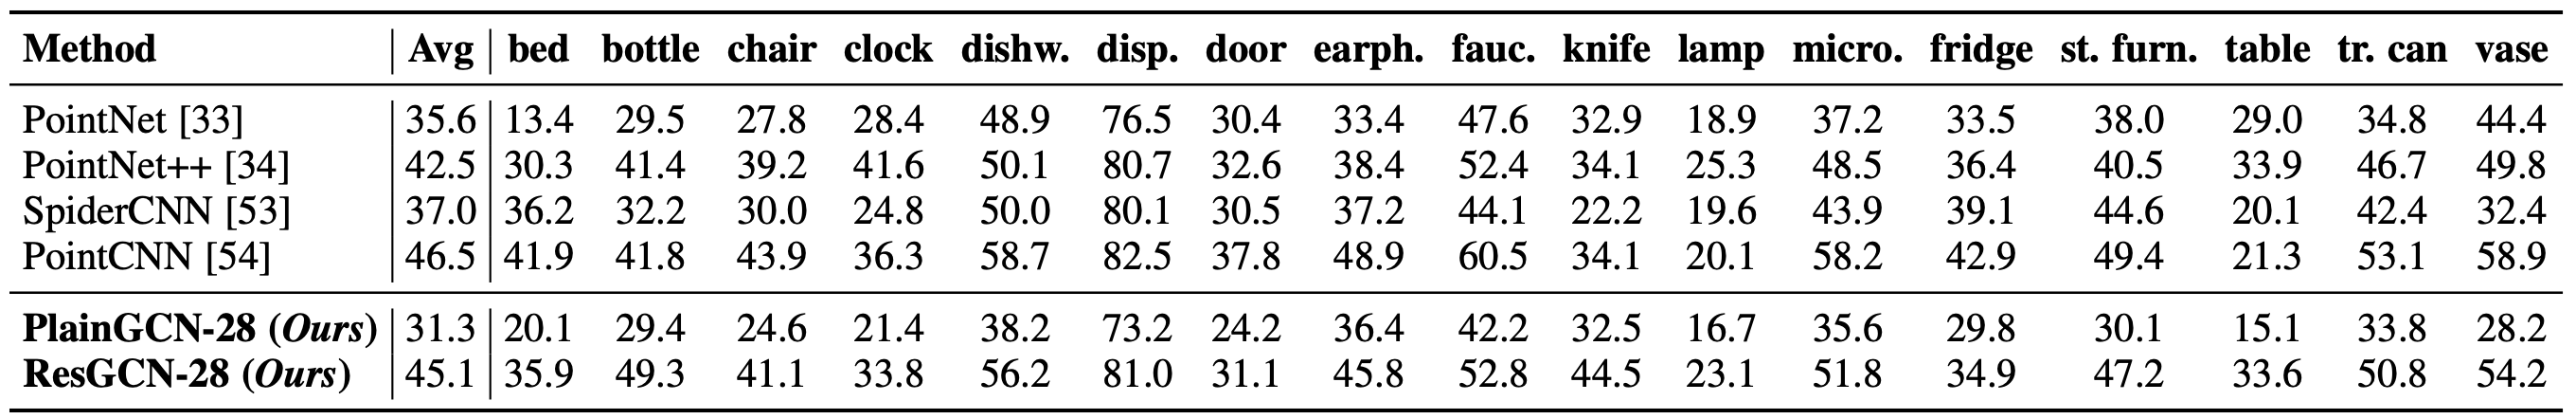 Method Avg bed bottle chair clock dishw. disp. door earph. fauc. knife lamp micro. fridge st. furn. table tr. can vase
PointNet [33] 35.6 13.4 29.5 27.8 28.4 48.9 76.5 30.4 33.4 47.6 32.9 18.9 37.2 33.5 38.0 29.0 34.8 44.4
PointNet++ [34] 42.5 30.3 41.4 39.2 41.6 50.1 80.7 32.6 38.4 52.4 34.1 25.3 48.5 36.4 40.5 33.9 46.7 49.8
SpiderCNN [53] 37.0 36.2 32.2 30.0 24.8 50.0 80.1 30.5 37.2 44.1 22.2 19.6 43.9 39.1 44.6 20.1 42.4 32.4
PointCNN [54] 46.5 41.9 41.8 43.9 36.3 58.7 82.5 37.8 48.9 60.5 34.1 20.1 58.2 42.9 49.4 21.3 53.1 58.9
PlainGCN-28 (Ours) 31.3 20.1 29.4 24.6 21.4 38.2 73.2 24.2 36.4 42.2 32.5 16.7 35.6 29.8 30.1 15.1 33.8 28.2
ResGCN-28 (Ours) 45.1 35.9 49.3 41.1 33.8 56.2 81.0 31.1 45.8 52.8 44.5 23.1 51.8 34.9 47.2 33.6 50.8 54.2